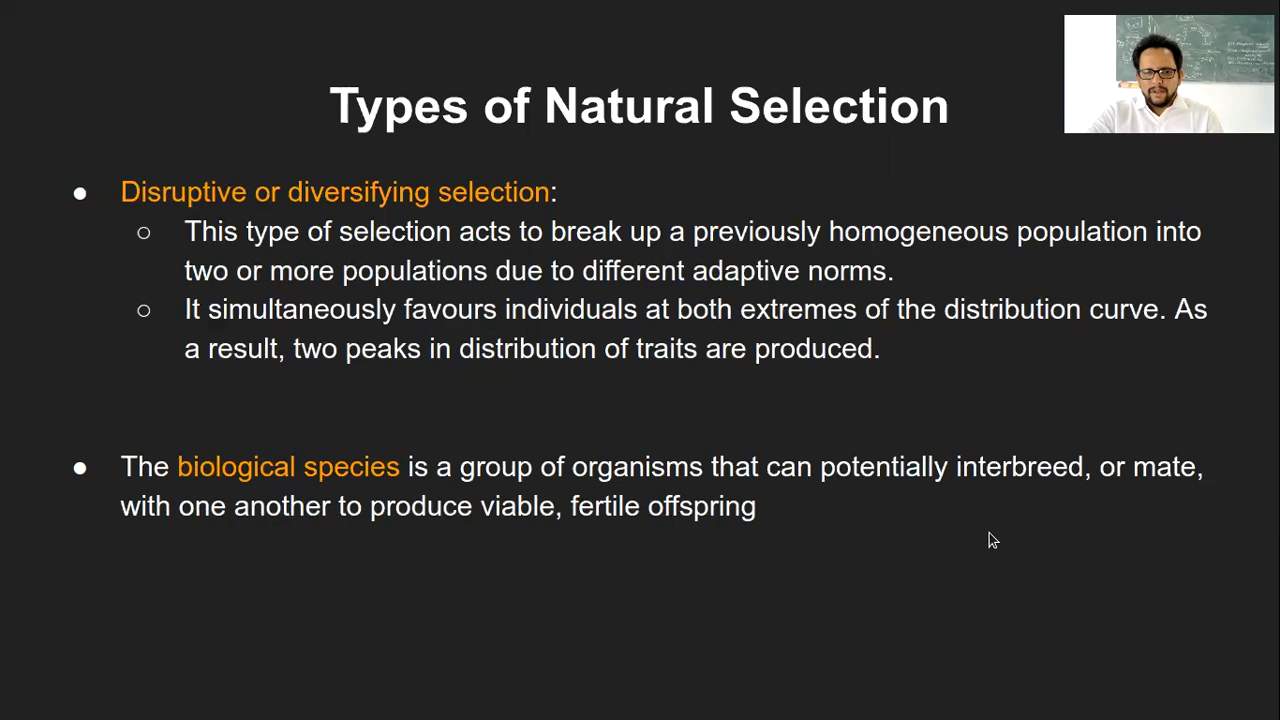 Types of Natural Selection
● Disruptive or diversifying selection:
○ This type of selection acts to break up a previously homogeneous population into
two or more populations due to different adaptive norms.
○ It simultaneously favours individuals at both extremes of the distribution curve. As
a result, two peaks in distribution of traits are produced.
● The biological species is a group of organisms that can potentially interbreed, or mate,
with one another to produce viable, fertile offspring